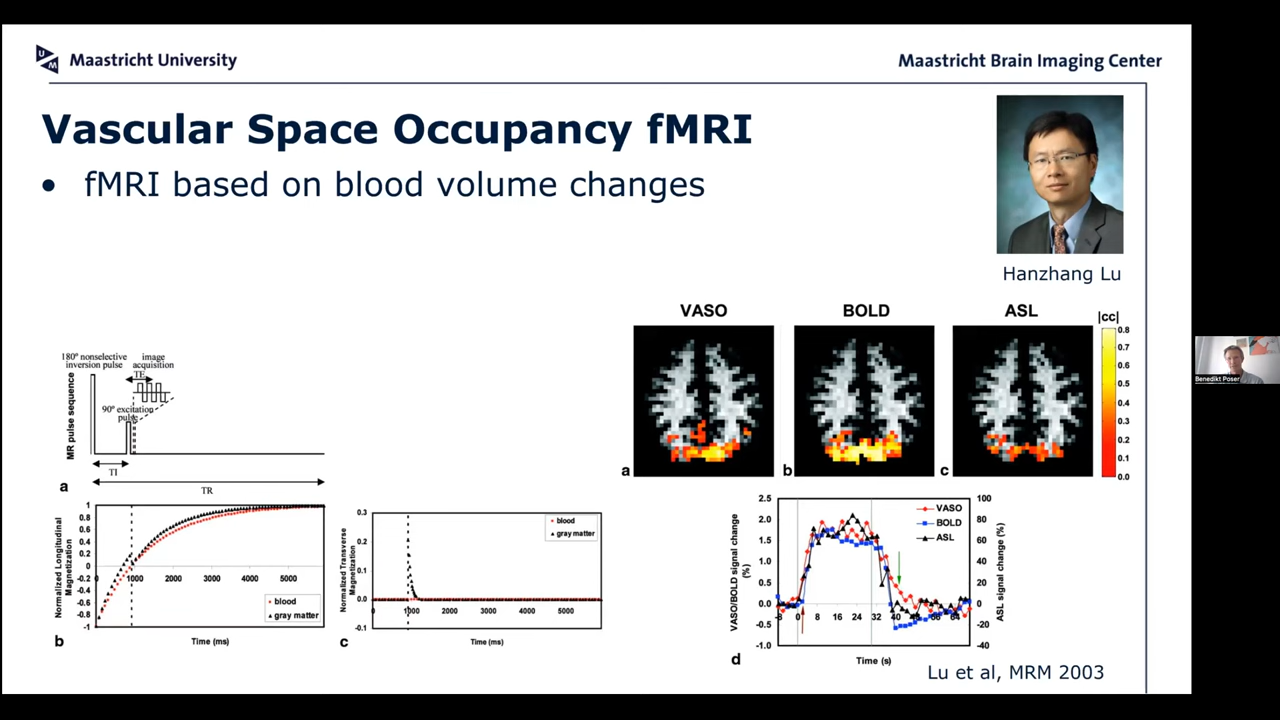 Maastricht University
Maastricht Brain Imaging Center
Vascular Space Occupancy fMRI
• fMRI based on blood volume changes
Hanzhang Lu
180° nonselective
inversion pulse
image
acquisition
TE
90° excitation
pulse
MR pulse sequence
TI
TR
a
1
0.8
0.6
0.4
0.2
0
-0.2
-0.4
-0.6
-0.8
-1
0 1000 2000 3000 4000 5000
Normalized Longitudinal
Magnetization
blood
gray matter
Time (ms)
b
0.3
0.2
0.1
0.0
-0.1
0 1000 2000 3000 4000 5000
Normalized Transverse
Magnetization
blood
gray matter
Time (ms)
c
VASO
BOLD
ASL
|cc|
0.8
0.7
0.6
0.5
0.4
0.3
0.2
0.1
0.0
a
b
c
2.5
2.0
1.5
1.0
0.5
0.0
-0.5
-1.0
VASO/BOLD signal change
(%)
-8 0 8 16 24 32 40 48 56 64
VASO
BOLD
ASL
100
80
60
40
20
0
-20
-40
ASL signal change (%)
Time (s)
d
Lu et al, MRM 2003
Benedikt Poser